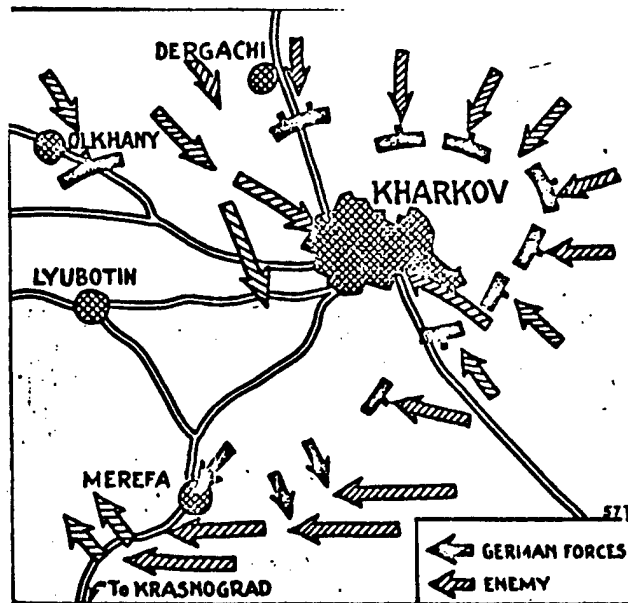 DERGACHI
OLKHANY
KHARKOV
LYUBOTIN
MEREFA
TO KRASNOGRAD
GERMAN FORCES
ENEMY